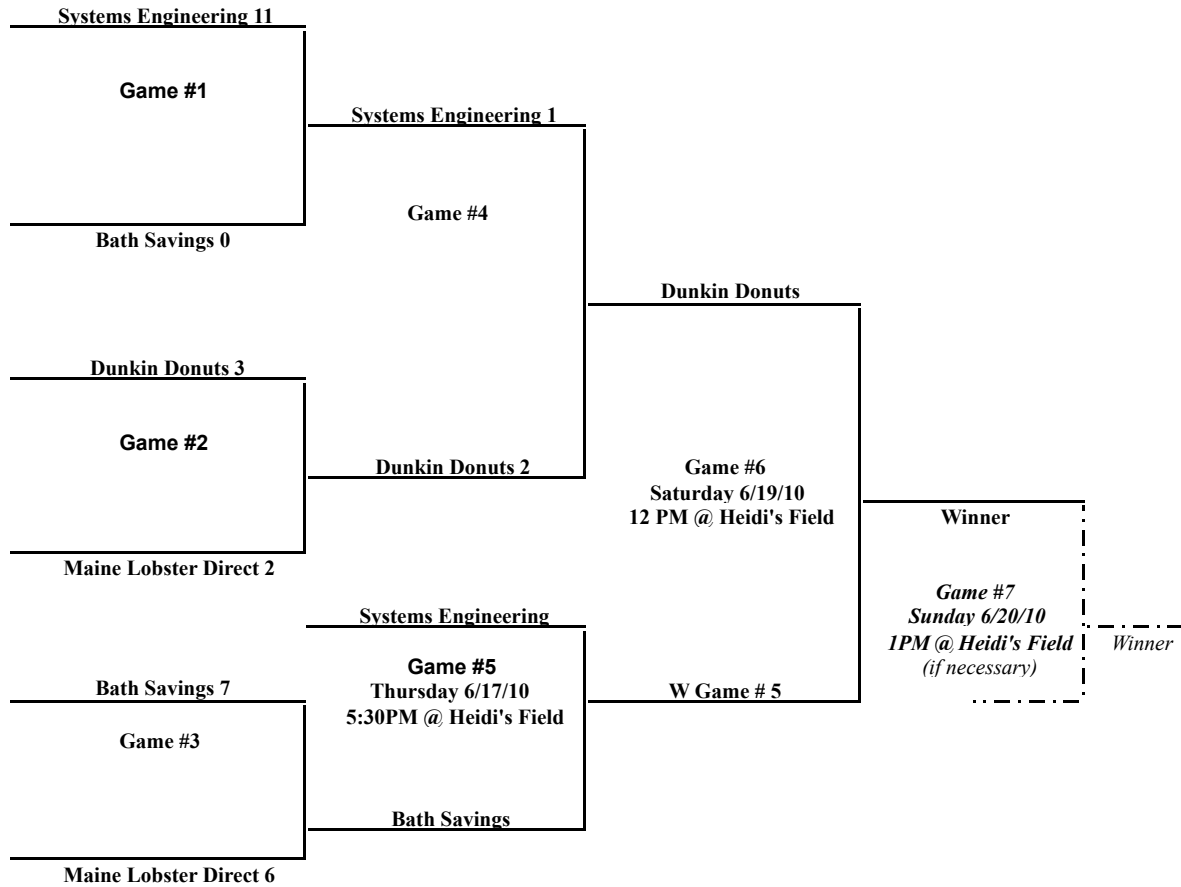 Systems Engineering 11
Game #1
Systems Engineering 1
Game #4
Bath Savings 0
Dunkin Donuts
Dunkin Donuts 3
Game #2
Dunkin Donuts 2
Game #6
Saturday 6/19/10
12 PM @ Heidi's Field
Winner
Maine Lobster Direct 2
Game #7
Sunday 6/20/10
1PM @ Heidi's Field
(if necessary)
Winner
Systems Engineering
Game #5
Thursday 6/17/10
5:30PM @ Heidi's Field
Bath Savings 7
W Game # 5
Game #3
Bath Savings
Maine Lobster Direct 6